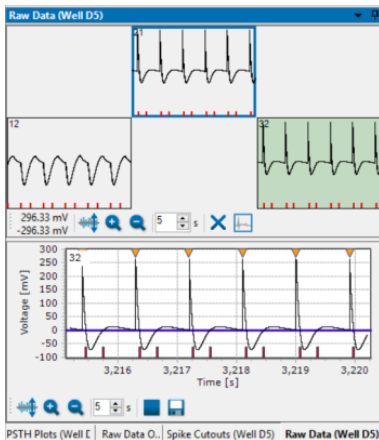 Raw Data (Well D5)
21
12
32
296.33 mV
-296.33 mV
5 s
32
Voltage [mV]
300
250
200
150
100
50
0
-50
-100
3,216 3,217 3,218 3,219 3,220
Time [s]
5 s
PSTH Plots (Well D Raw Data O... Spike Cutouts (Well D5) Raw Data (Well D5)